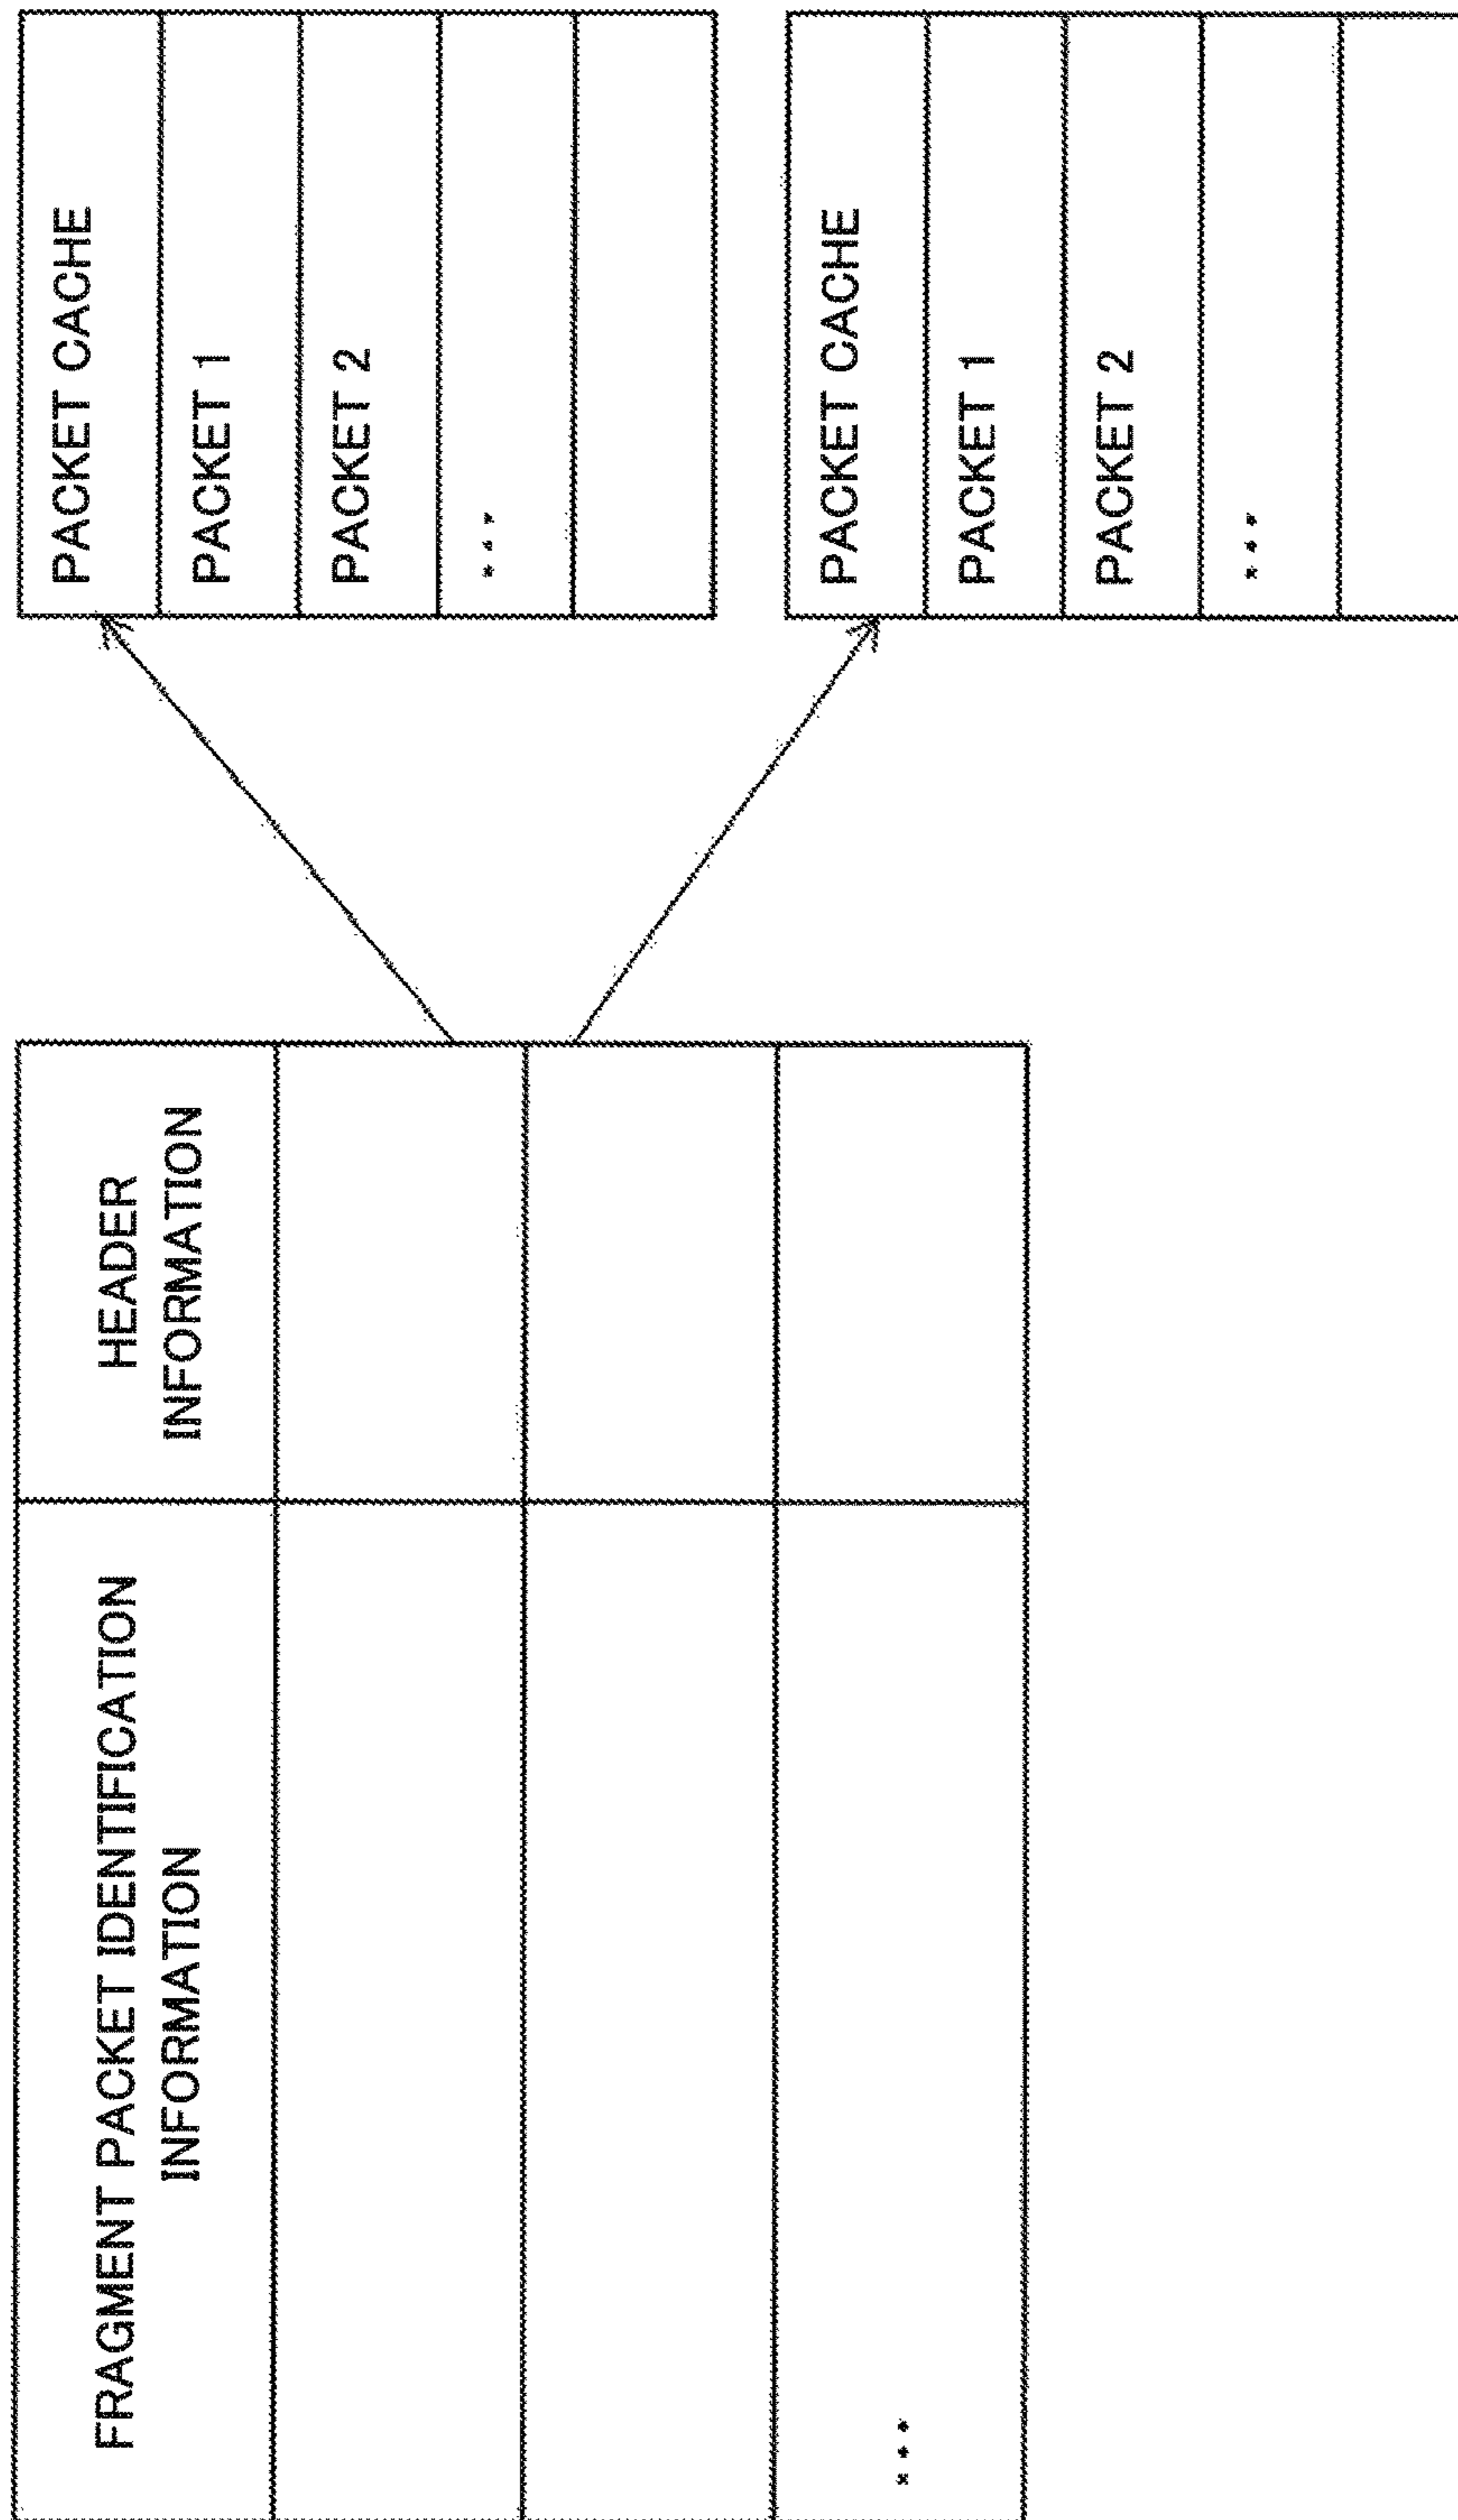 FRAGMENT PACKET IDENTIFICATION
INFORMATION
HEADER
INFORMATION
...
PACKET CACHE
PACKET 1
PACKET 2
...
PACKET CACHE
PACKET 1
PACKET 2
...